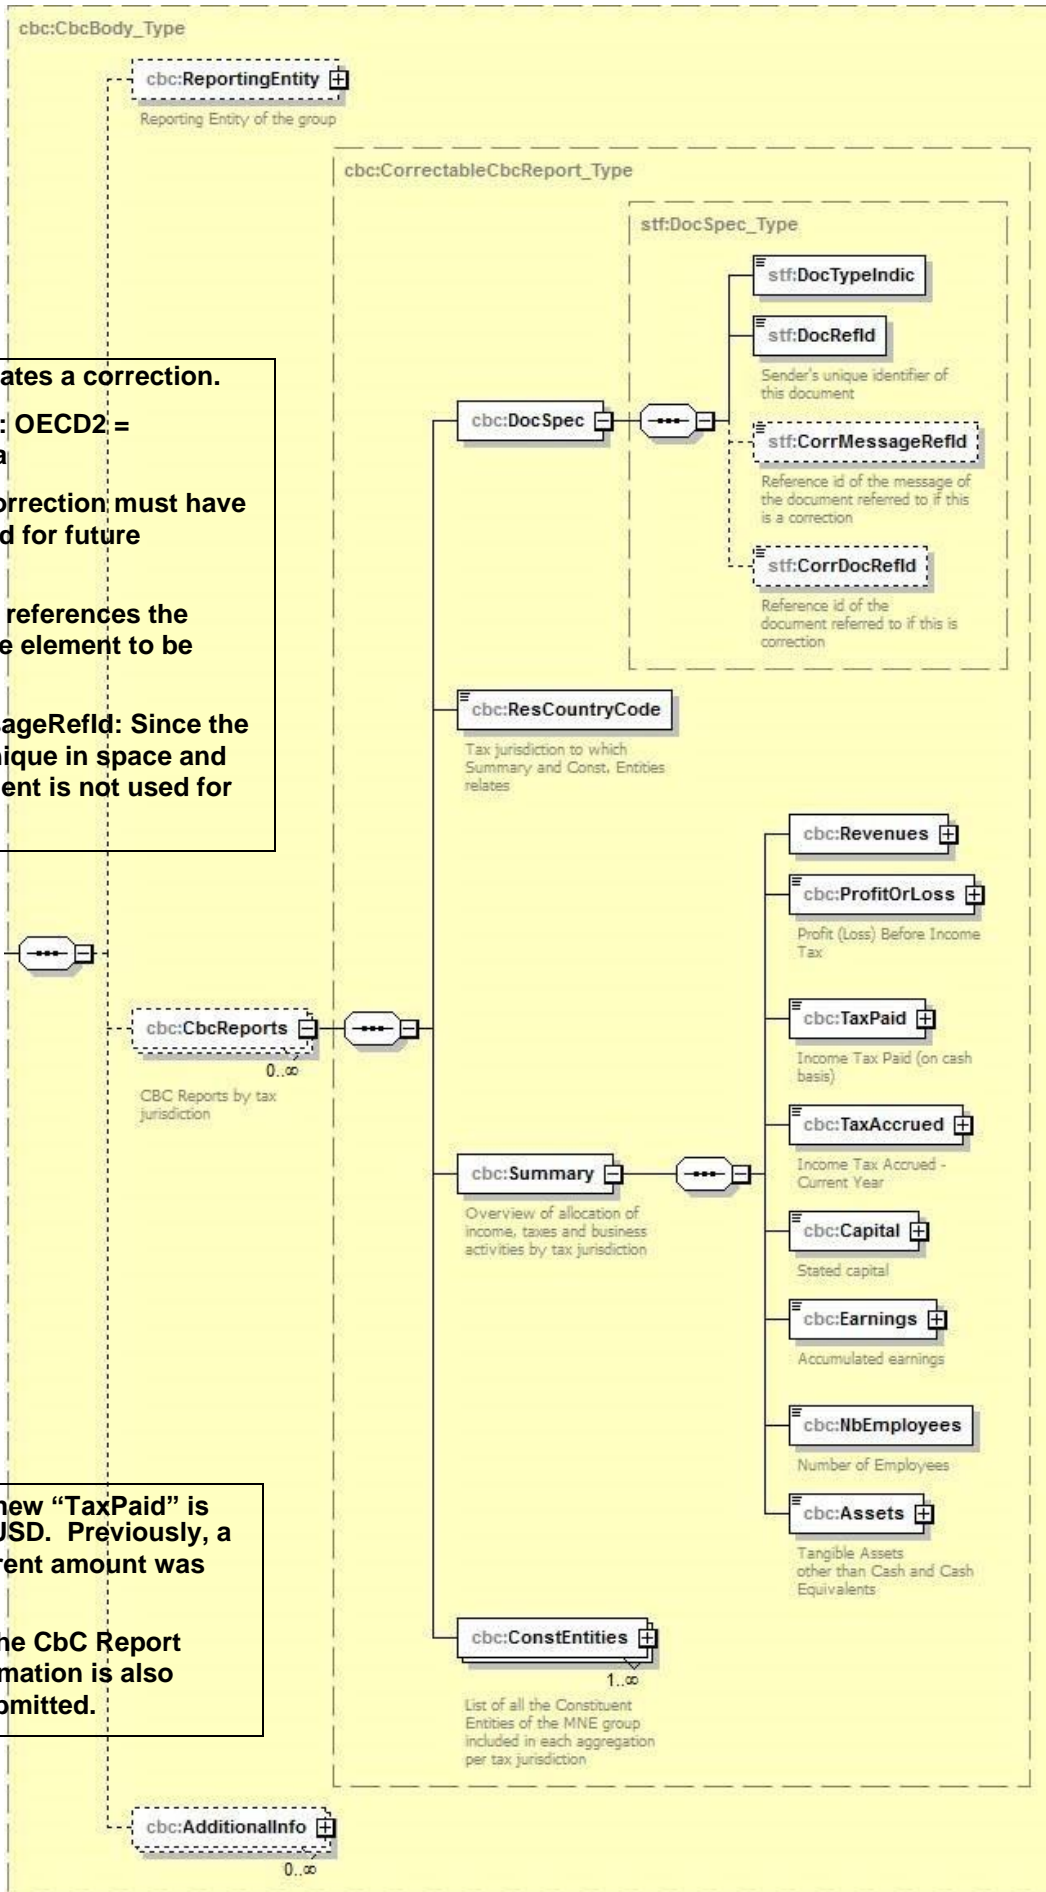 cbc:CbcBody_Type
cbc:ReportingEntity
Reporting Entity of the group
cbc:CorrectableCbcReport_Type
stf:DocSpec_Type
stf:DocTypeIndic
stf:DocRefId
Sender's unique identifier of
this document
cbc:DocSpec
stf:CorrMessageRefId
Reference id of the message of
the document referred to if this
is a correction
stf:CorrDocRefId
Reference id of the
document referred to if this is
correction
ates a correction.
: OECD2 =
a
orrection must have
d for future
references the
e element to be
sageRefId: Since the
nique in space and
ent is not used for
cbc:ResCountryCode
Tax jurisdiction to which
Summary and Const. Entities
relates
cbc:Revenues
cbc:ProfitOrLoss
Profit (Loss) Before Income
Tax
cbc:CbcReports
0..∞
CBC Reports by tax
jurisdiction
cbc:TaxPaid
Income Tax Paid (on cash
basis)
cbc:TaxAccrued
Income Tax Accrued -
Current Year
cbc:Summary
Overview of allocation of
income, taxes and business
activities by tax jurisdiction
cbc:Capital
Stated capital
cbc:Earnings
Accumulated earnings
cbc:NbEmployees
Number of Employees
cbc:Assets
Tangible Assets
other than Cash and Cash
Equivalents
new “TaxPaid” is
USD. Previously, a
rent amount was
he CbC Report
mation is also
bmitted.
cbc:ConstEntities
1..∞
List of all the Constituent
Entities of the MNE group
included in each aggregation
per tax jurisdiction
cbc:AdditionalInfo
0..∞